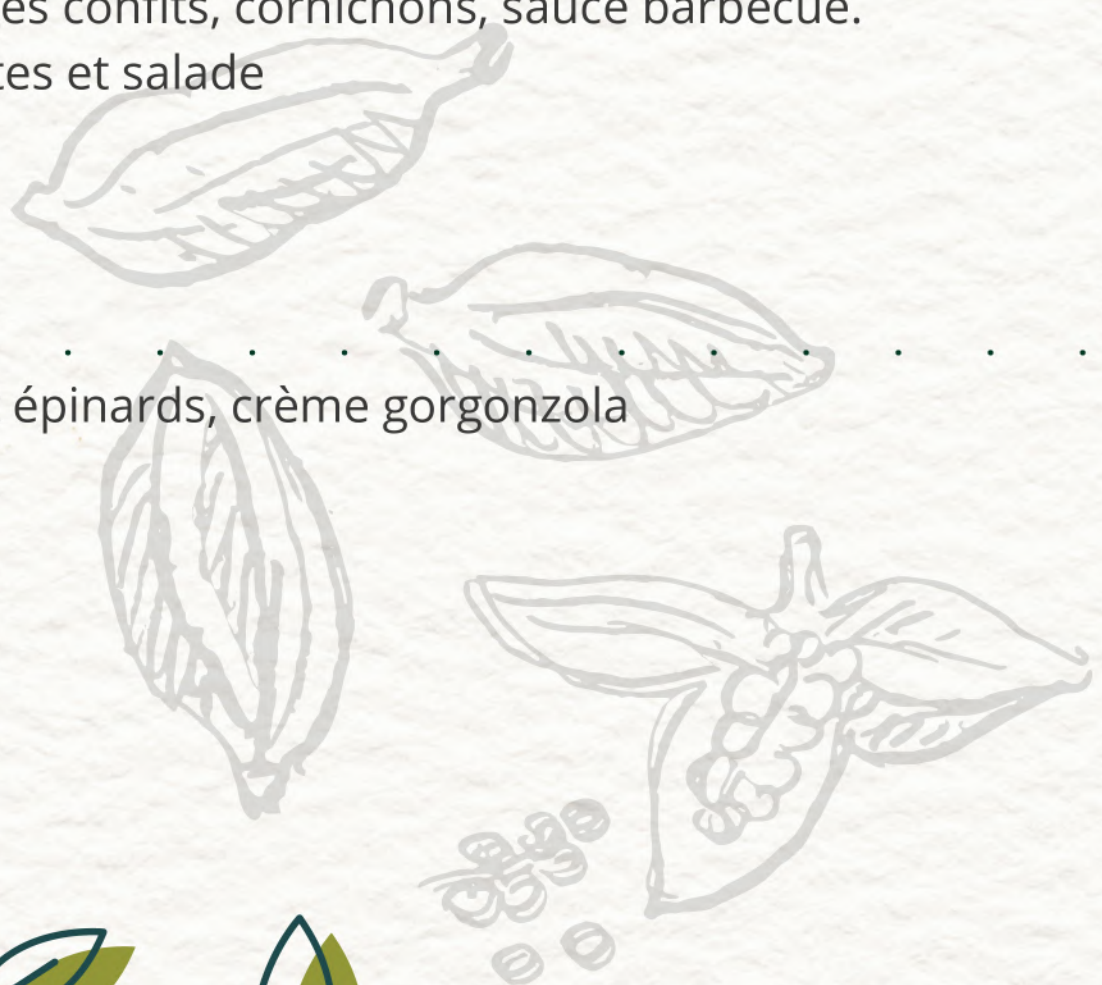 es confits, cornichons, sauce barbecue.
tes et salade
épinards, crème gorgonzola